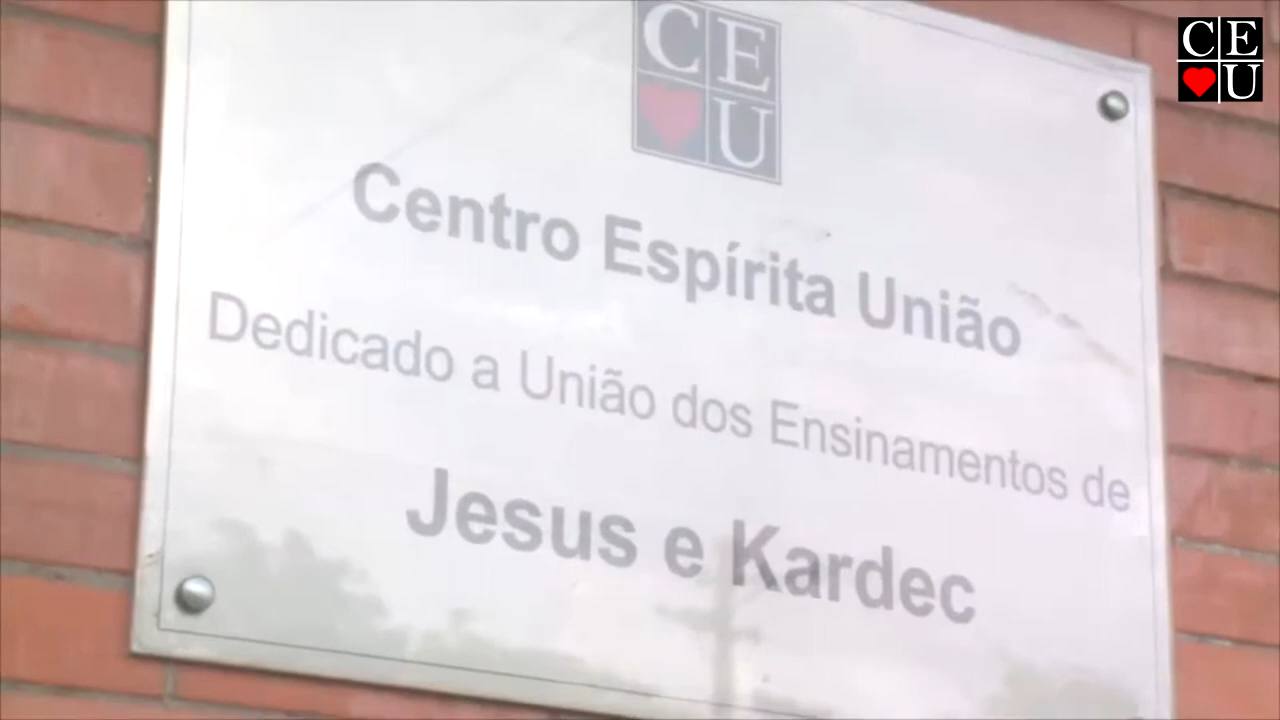 CE
U
Centro Espírita União
Dedicado a União dos Ensinamentos de
Jesus e Kardec
CE
U